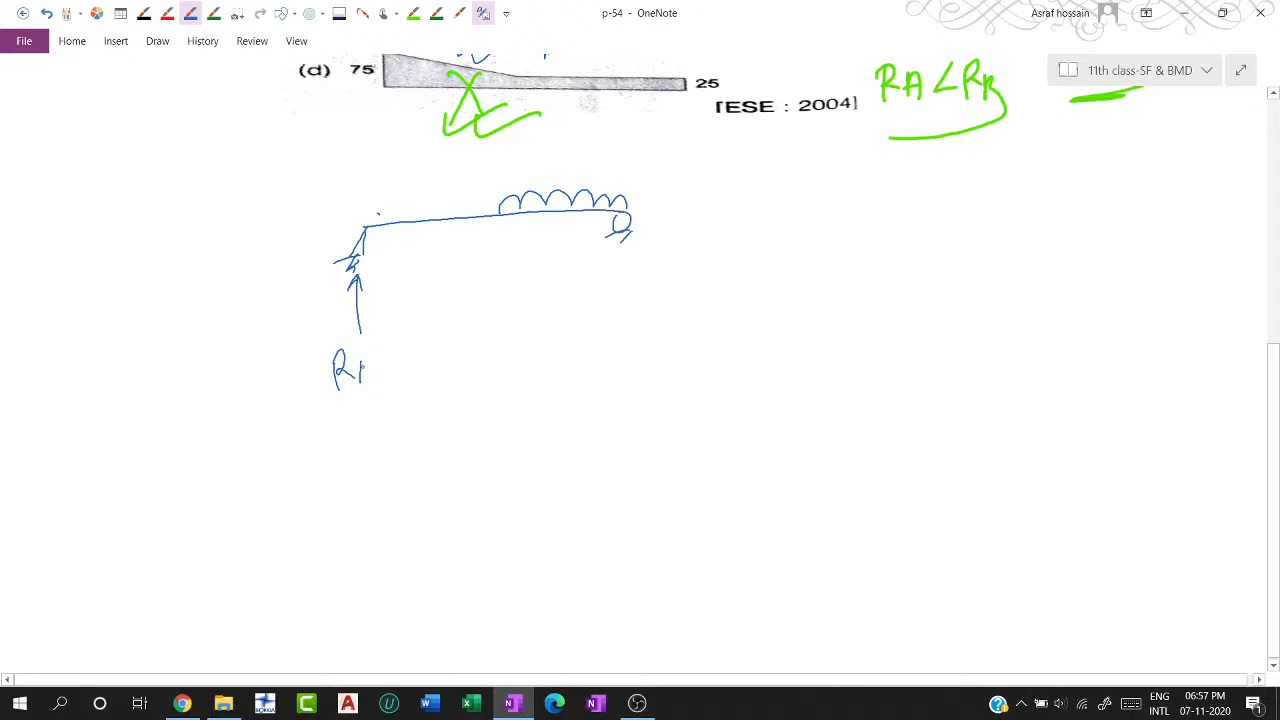 p-54 - OneNote
Asraf hossain
File Home Insert Draw History Review View
(d) 75
25
[ESE : 2004]
RA < RB
11th class SF &
ENG
INTL
06:57 PM
07-11-2020